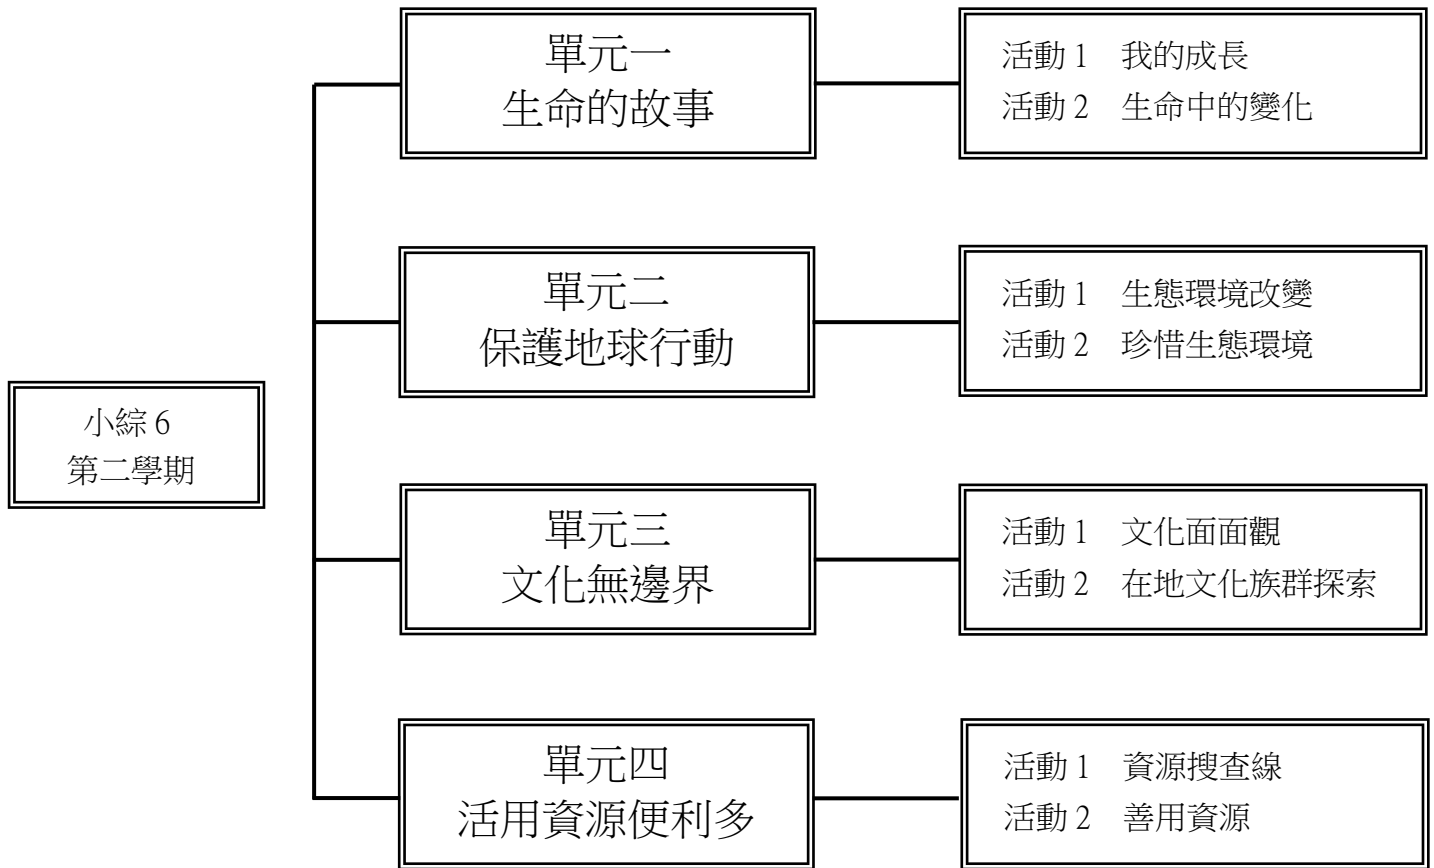 單元一
生命的故事
活動 1　我的成長
活動 2　生命中的變化
單元二
保護地球行動
活動 1　生態環境改變
活動 2　珍惜生態環境
小綜 6
第二學期
單元三
文化無邊界
活動 1　文化面面觀
活動 2　在地文化族群探索
單元四
活用資源便利多
活動 1　資源搜查線
活動 2　善用資源